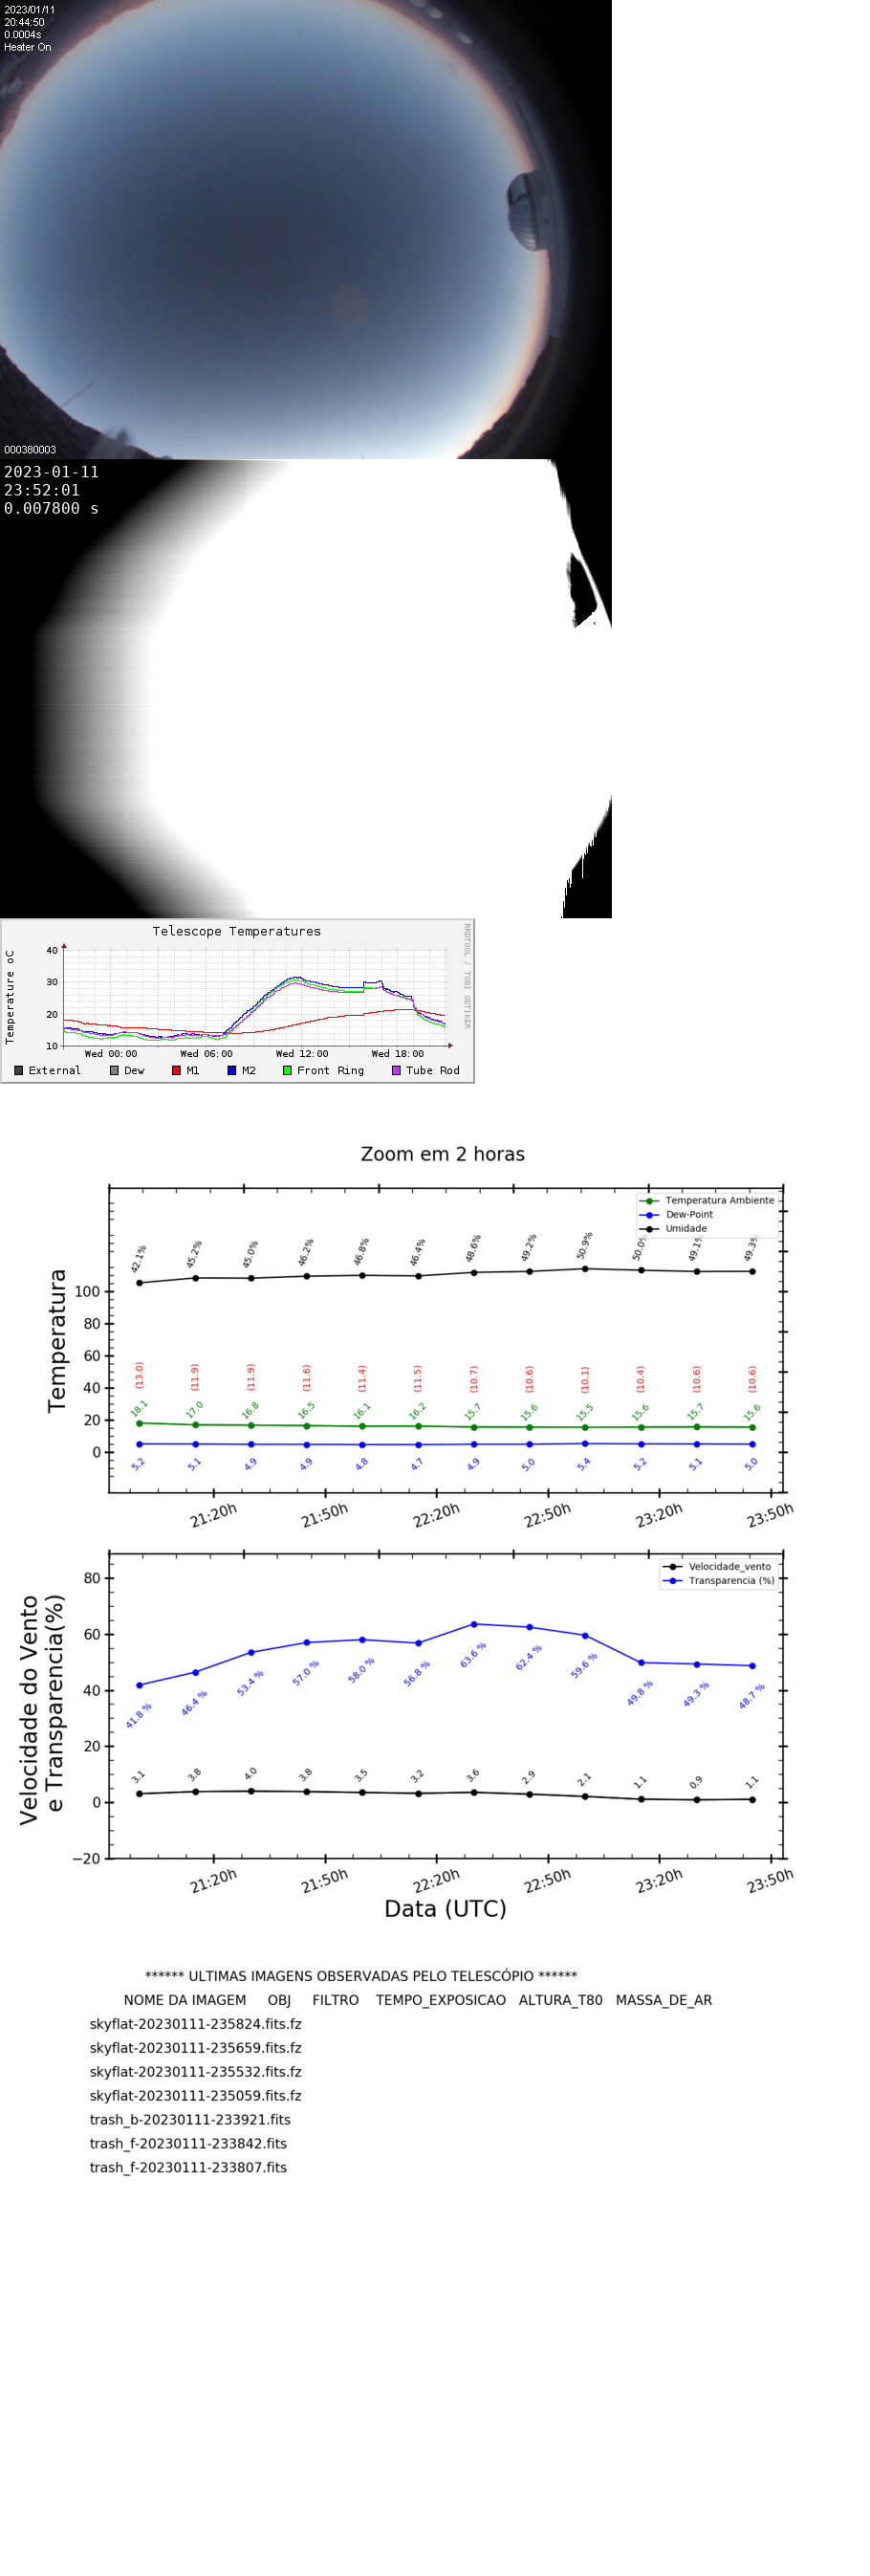 2023/01/11
20:44:50
0.0004s
Heater On
000380003
2023-01-11
23:52:01
0.007800 s
Telescope Temperatures
RRDTOOL / TOBI OETIKER
Temperature oC
40
30
20
10
Wed 00:00 Wed 06:00 Wed 12:00 Wed 18:00
External Dew M1 M2 Front Ring Tube Rod
Zoom em 2 horas
Temperatura Ambiente
Dew-Point
Umidade
42.1% 45.2% 45.0% 46.2% 46.8% 46.4% 48.6% 49.2% 50.9% 50.0% 49.1% 49.3%
Temperatura
100
80
60
40
20
0
(13.0) (11.9) (11.9) (11.6) (11.4) (11.5) (10.7) (10.6) (10.1) (10.4) (10.6) (10.6)
18.1 17.0 16.8 16.5 16.1 16.2 15.7 15.6 15.5 15.6 15.7 15.6
5.2 5.1 4.9 4.9 4.8 4.7 4.9 5.0 5.4 5.2 5.1 5.0
21:20h 21:50h 22:20h 22:50h 23:20h 23:50h
Velocidade_vento
Transparencia (%)
Velocidade do Vento
e Transparencia(%)
80
60
40
20
0
−20
41.8 % 46.4 % 53.4 % 57.0 % 58.0 % 56.8 % 63.6 % 62.4 % 59.6 % 49.8 % 49.3 % 48.7 %
3.1 3.8 4.0 3.8 3.5 3.2 3.6 2.9 2.1 1.1 0.9 1.1
21:20h 21:50h 22:20h 22:50h 23:20h 23:50h
Data (UTC)
****** ULTIMAS IMAGENS OBSERVADAS PELO TELESCÓPIO ******
NOME DA IMAGEM OBJ FILTRO TEMPO_EXPOSICAO ALTURA_T80 MASSA_DE_AR
skyflat-20230111-235824.fits.fz
skyflat-20230111-235659.fits.fz
skyflat-20230111-235532.fits.fz
skyflat-20230111-235059.fits.fz
trash_b-20230111-233921.fits
trash_f-20230111-233842.fits
trash_f-20230111-233807.fits